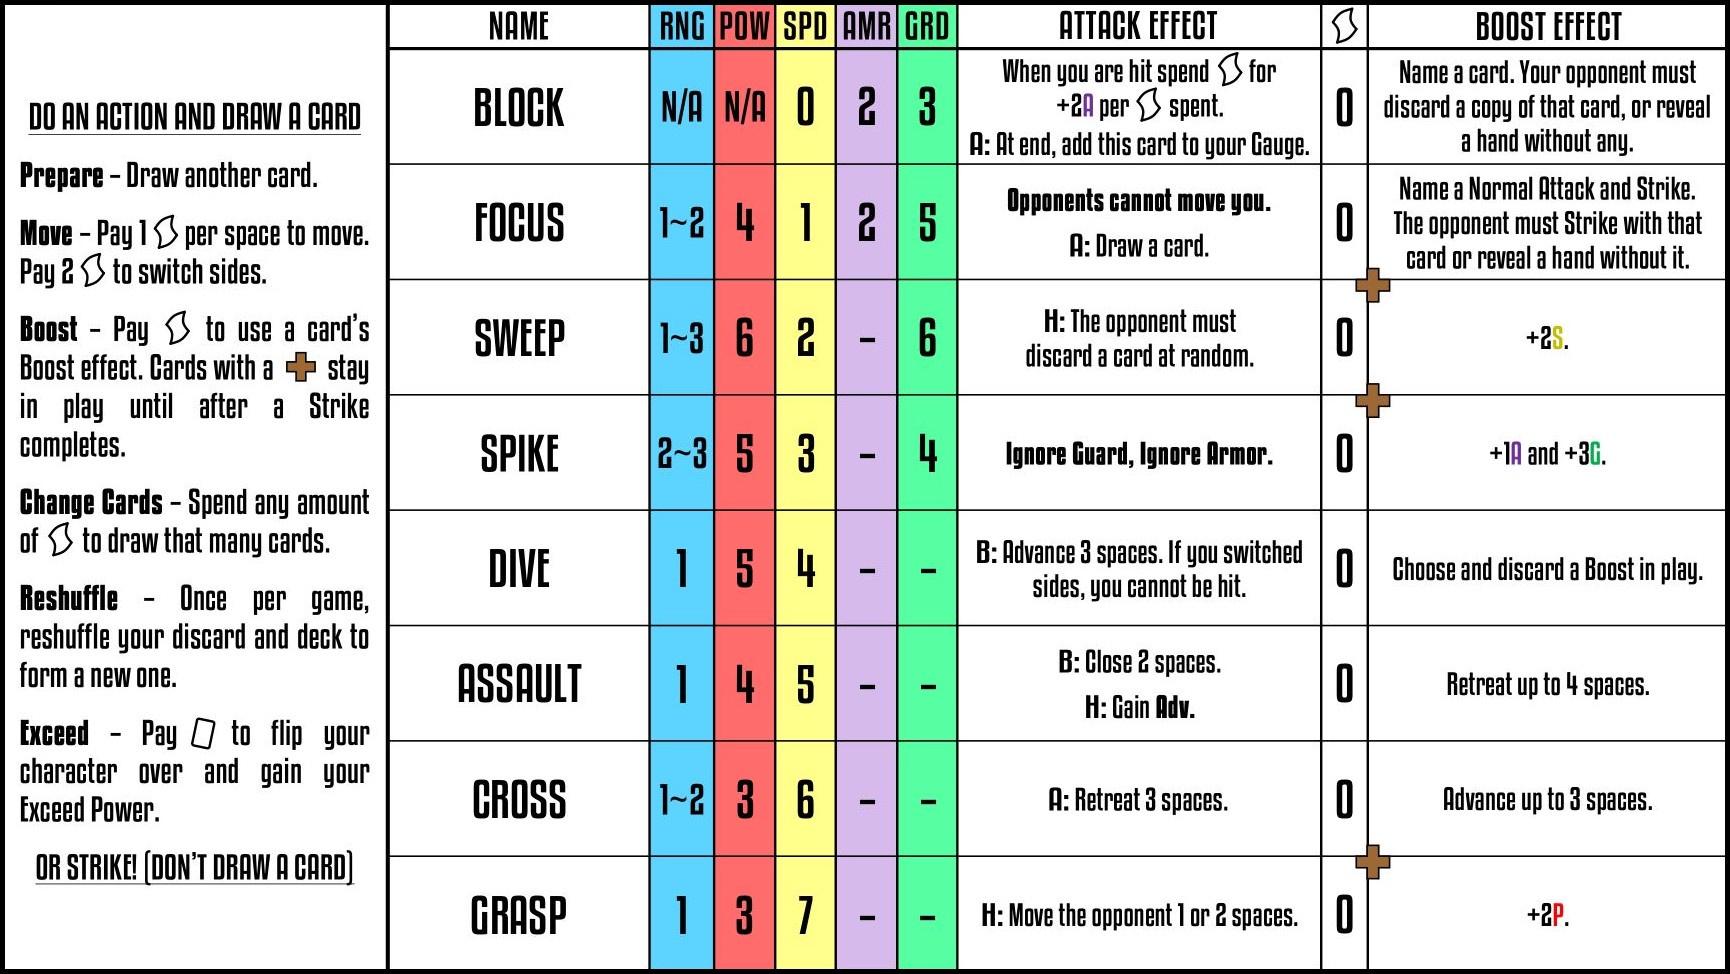 DO AN ACTION AND DRAW A CARD
Prepare – Draw another card.
Move – Pay 1 per space to move.
Pay 2 to switch sides.
Boost – Pay to use a card's
Boost effect. Cards with a stay
in play until after a Strike
completes.
Change Cards – Spend any amount
of to draw that many cards.
Reshuffle – Once per game,
reshuffle your discard and deck to
form a new one.
Exceed – Pay to flip your
character over and gain your
Exceed Power.
OR STRIKE! (DON'T DRAW A CARD)
NAME RNG POW SPD AMR GRD ATTACK EFFECT BOOST EFFECT
BLOCK N/A N/A 0 2 3
When you are hit spend for
+2A per spent.
A: At end, add this card to your Gauge.
0
Name a card. Your opponent must
discard a copy of that card, or reveal
a hand without any.
FOCUS 1~2 4 1 2 5
Opponents cannot move you.
A: Draw a card.
0
Name a Normal Attack and Strike.
The opponent must Strike with that
card or reveal a hand without it.
SWEEP 1~3 6 2 – 6
H: The opponent must
discard a card at random.
0
+2S.
SPIKE 2~3 5 3 – 4
Ignore Guard, Ignore Armor.
0
+1A and +3G.
DIVE 1 5 4 – –
B: Advance 3 spaces. If you switched
sides, you cannot be hit.
0
Choose and discard a Boost in play.
ASSAULT 1 4 5 – –
B: Close 2 spaces.
H: Gain Adv.
0
Retreat up to 4 spaces.
CROSS 1~2 3 6 – –
A: Retreat 3 spaces.
0
Advance up to 3 spaces.
GRASP 1 3 7 – –
H: Move the opponent 1 or 2 spaces.
0
+2P.